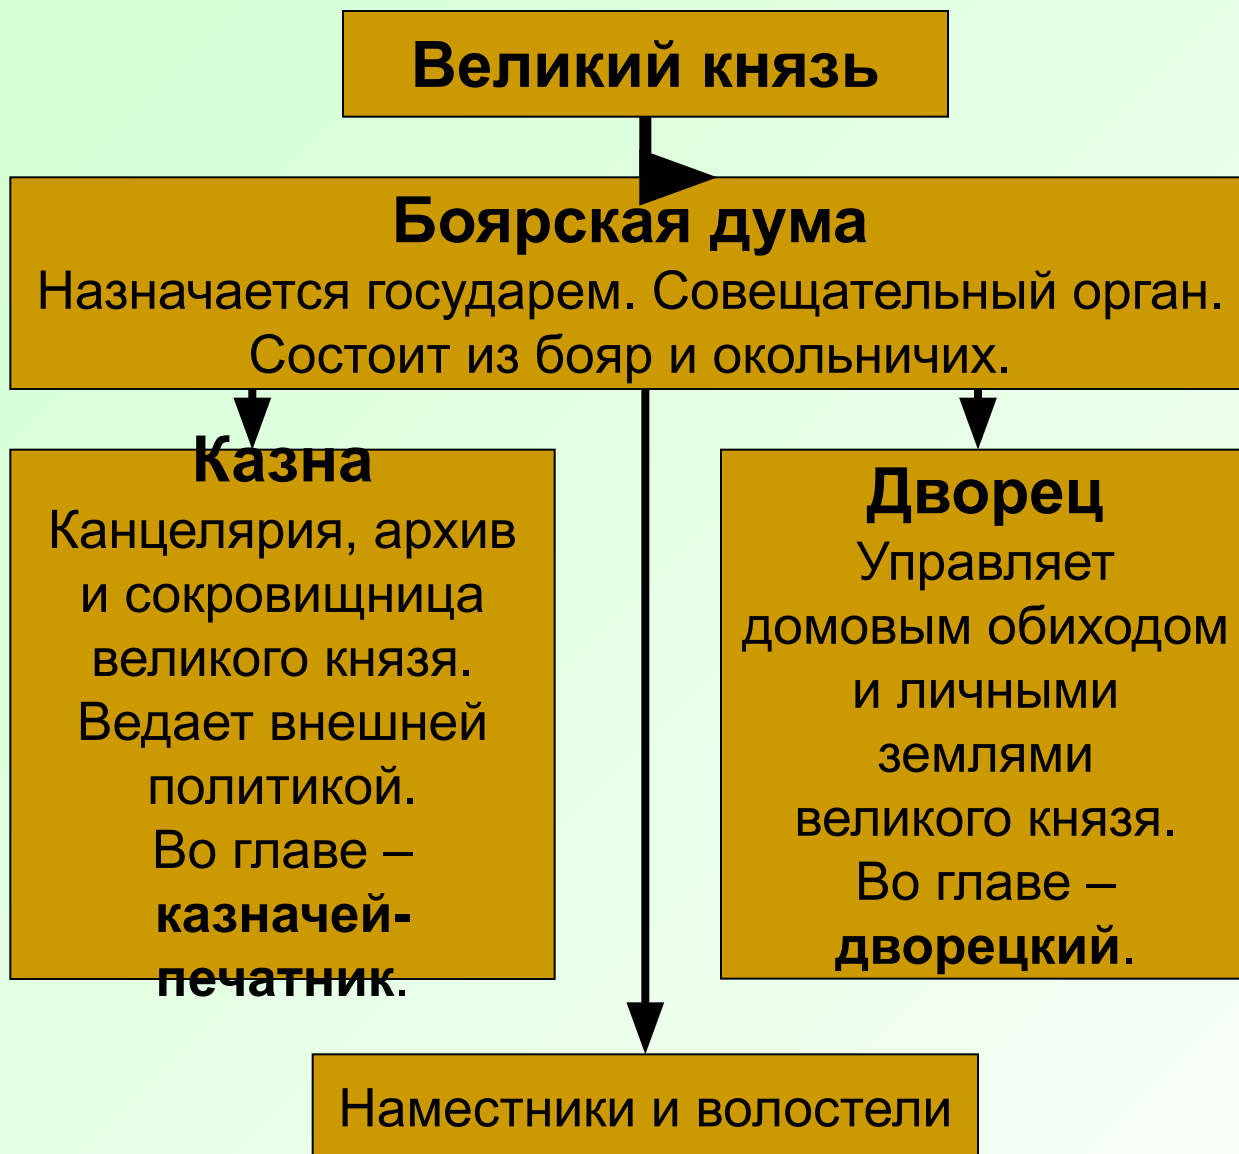 Великий князь
Боярская дума
Назначается государем. Совещательный орган.
Состоит из бояр и окольничих.
Казна
Канцелярия, архив
и сокровищница
великого князя.
Ведает внешней
политикой.
Во главе –
казначей-
печатник.
Дворец
Управляет
домовым обиходом
и личными
землями
великого князя.
Во главе –
дворецкий.
Наместники и волостели